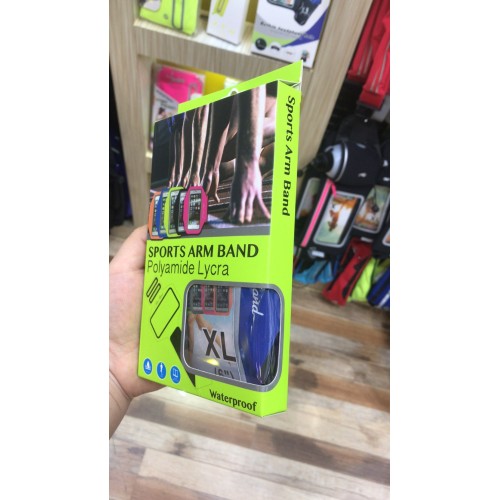 SPORTS ARM BAND
Polyamide Lycra
XL
Waterproof
Sports Arm Band